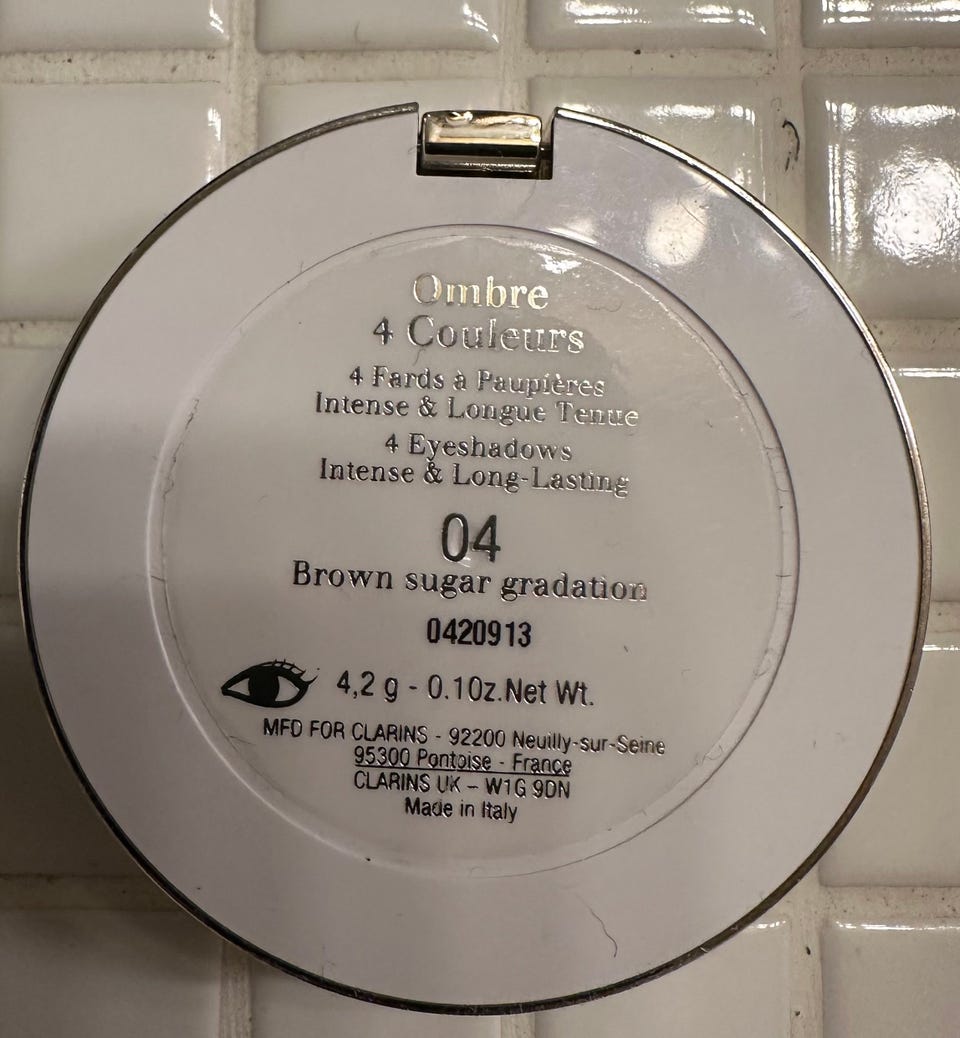 Ombre
4 Couleurs
4 Fards à Paupières
Intense & Longue Tenue
4 Eyeshadows
Intense & Long-Lasting
04
Brown sugar gradation
0420913
4,2 g - 0.1oz.Net Wt.
MFD FOR CLARINS - 92200 Neuilly-sur-Seine
95300 Pontoise - France
CLARINS UK – W1G 9DN
Made in Italy